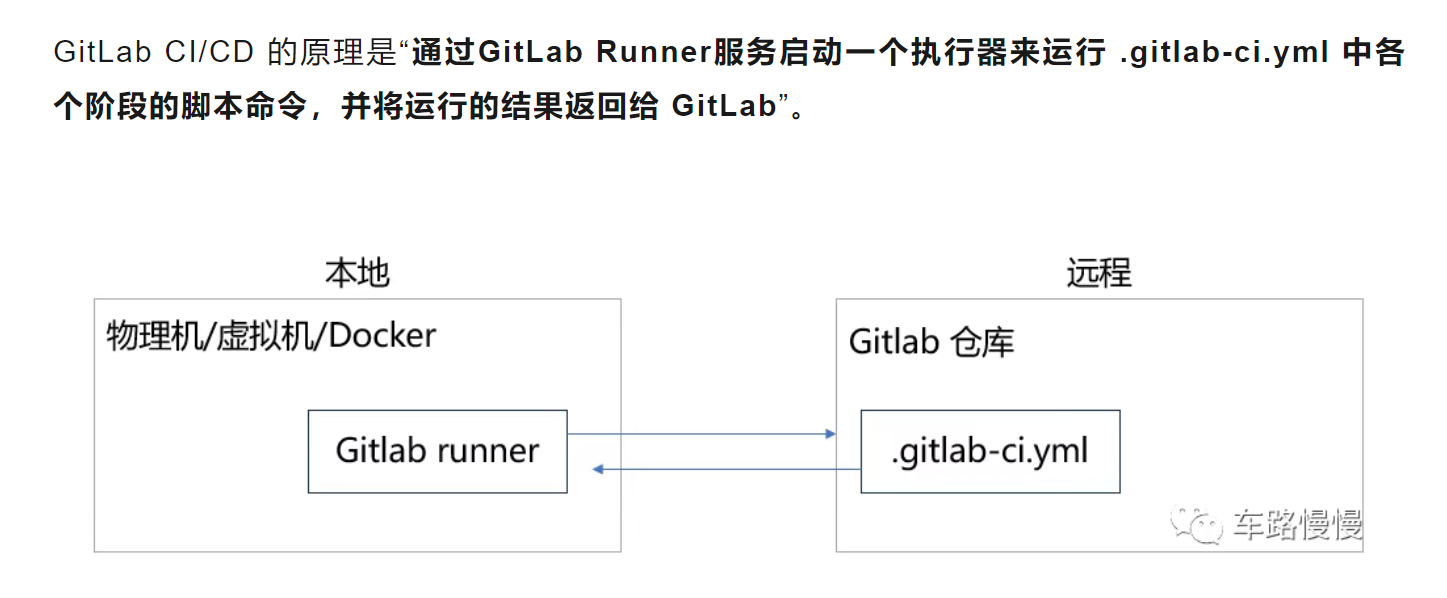 GitLab CI/CD 的原理是“通过GitLab Runner服务启动一个执行器来运行 .gitlab-ci.yml 中各
个阶段的脚本命令，并将运行的结果返回给 GitLab”。
本地
远程
物理机/虚拟机/Docker
Gitlab 仓库
Gitlab runner
.gitlab-ci.yml
车路慢慢